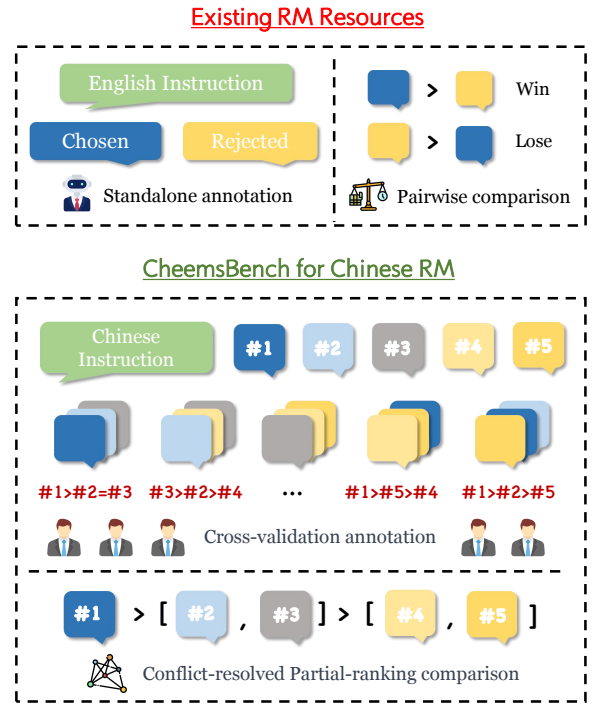 Existing RM Resources
English Instruction
Chosen
Rejected
Standalone annotation
> Win
> Lose
Pairwise comparison
CheemsBench for Chinese RM
Chinese
Instruction
#1 #2 #3 #4 #5
#1>#2=#3 #3>#2>#4 ... #1>#5>#4 #1>#2>#5
Cross-validation annotation
#1 > [ #2 , #3 ] > [ #4 , #5 ]
Conflict-resolved Partial-ranking comparison